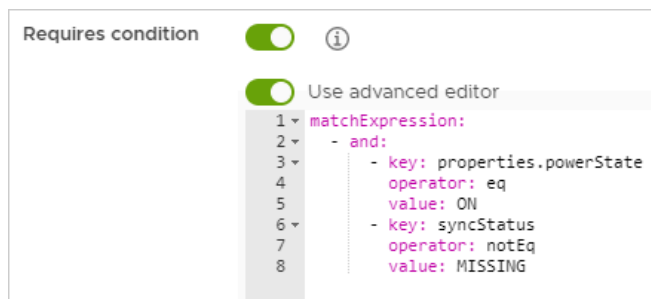 Requires condition
Use advanced editor
1 matchExpression:
2   - and:
3       - key: properties.powerState
4         operator: eq
5         value: ON
6       - key: syncStatus
7         operator: notEq
8         value: MISSING